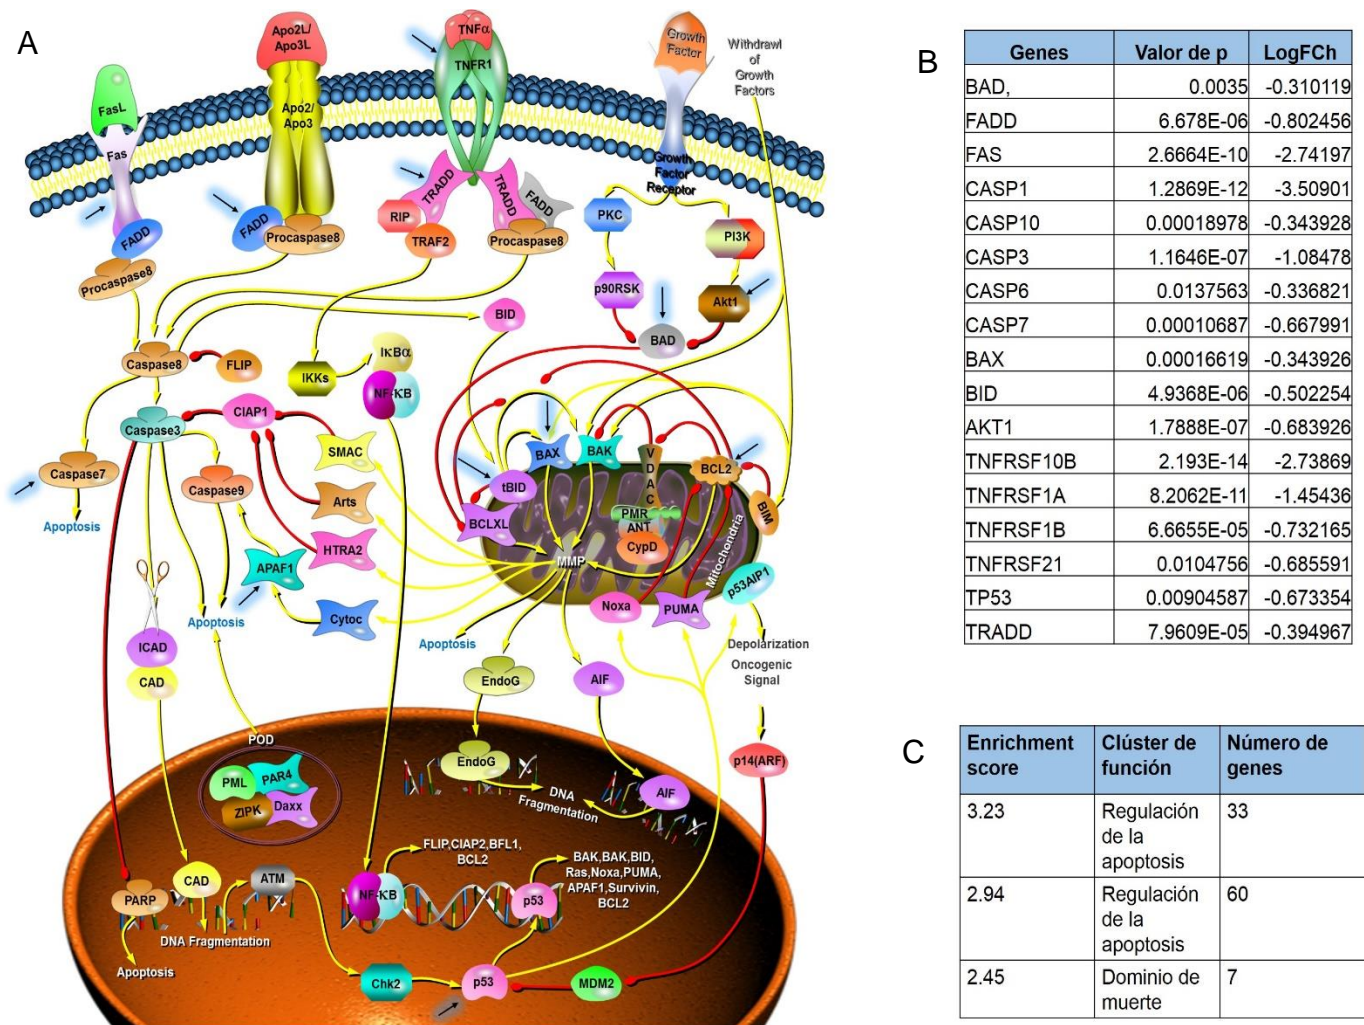 A
Apo2L/
Apo3L
TNFα
TNFR1
Growth
Factor
Withdrawl
of
Growth
Factors
FasL
Apo2/
Apo3
Fas
Growth
Factor
Receptor
FADD
Procaspase8
FADD
Procaspase8
RIP
TRADD
TRAF2
TRADD
FADD
Procaspase8
PKC
PI3K
p90RSK
Akt1
BAD
BID
Caspase8
FLIP
IKKs
IκBα
NF-κB
Caspase3
CIAP1
SMAC
Caspase7
Caspase9
Arts
Apoptosis
HTRA2
APAF1
Cytoc
Apoptosis
BAX
BAK
VDAC
BCL2
tBID
BCLXL
PMR
ANT
CypD
BIM
MMP
Mitochondria
p53AIP1
Noxa
PUMA
Apoptosis
Depolarization
Oncogenic
Signal
ICAD
CAD
EndoG
AIF
POD
PML
PAR4
ZIPK
Daxx
EndoG
DNA
Fragmentation
AIF
p14(ARF)
FLIP,CIAP2,BFL1,
BCL2
BAK,BAK,BID,
Ras,Noxa,PUMA,
APAF1,Survivin,
BCL2
PARP
CAD
ATM
NF-κB
p53
DNA Fragmentation
Apoptosis
Chk2
p53
MDM2
B
Genes Valor de p LogFCh
BAD, 0.0035 -0.310119
FADD 6.678E-06 -0.802456
FAS 2.6664E-10 -2.74197
CASP1 1.2869E-12 -3.50901
CASP10 0.00018978 -0.343928
CASP3 1.1646E-07 -1.08478
CASP6 0.0137563 -0.336821
CASP7 0.00010687 -0.667991
BAX 0.00016619 -0.343926
BID 4.9368E-06 -0.502254
AKT1 1.7888E-07 -0.683926
TNFRSF10B 2.193E-14 -2.73869
TNFRSF1A 8.2062E-11 -1.45436
TNFRSF1B 6.6655E-05 -0.732165
TNFRSF21 0.0104756 -0.685591
TP53 0.00904587 -0.673354
TRADD 7.9609E-05 -0.394967
C
Enrichment score Clúster de función Número de genes
3.23 Regulación de la apoptosis 33
2.94 Regulación de la apoptosis 60
2.45 Dominio de muerte 7